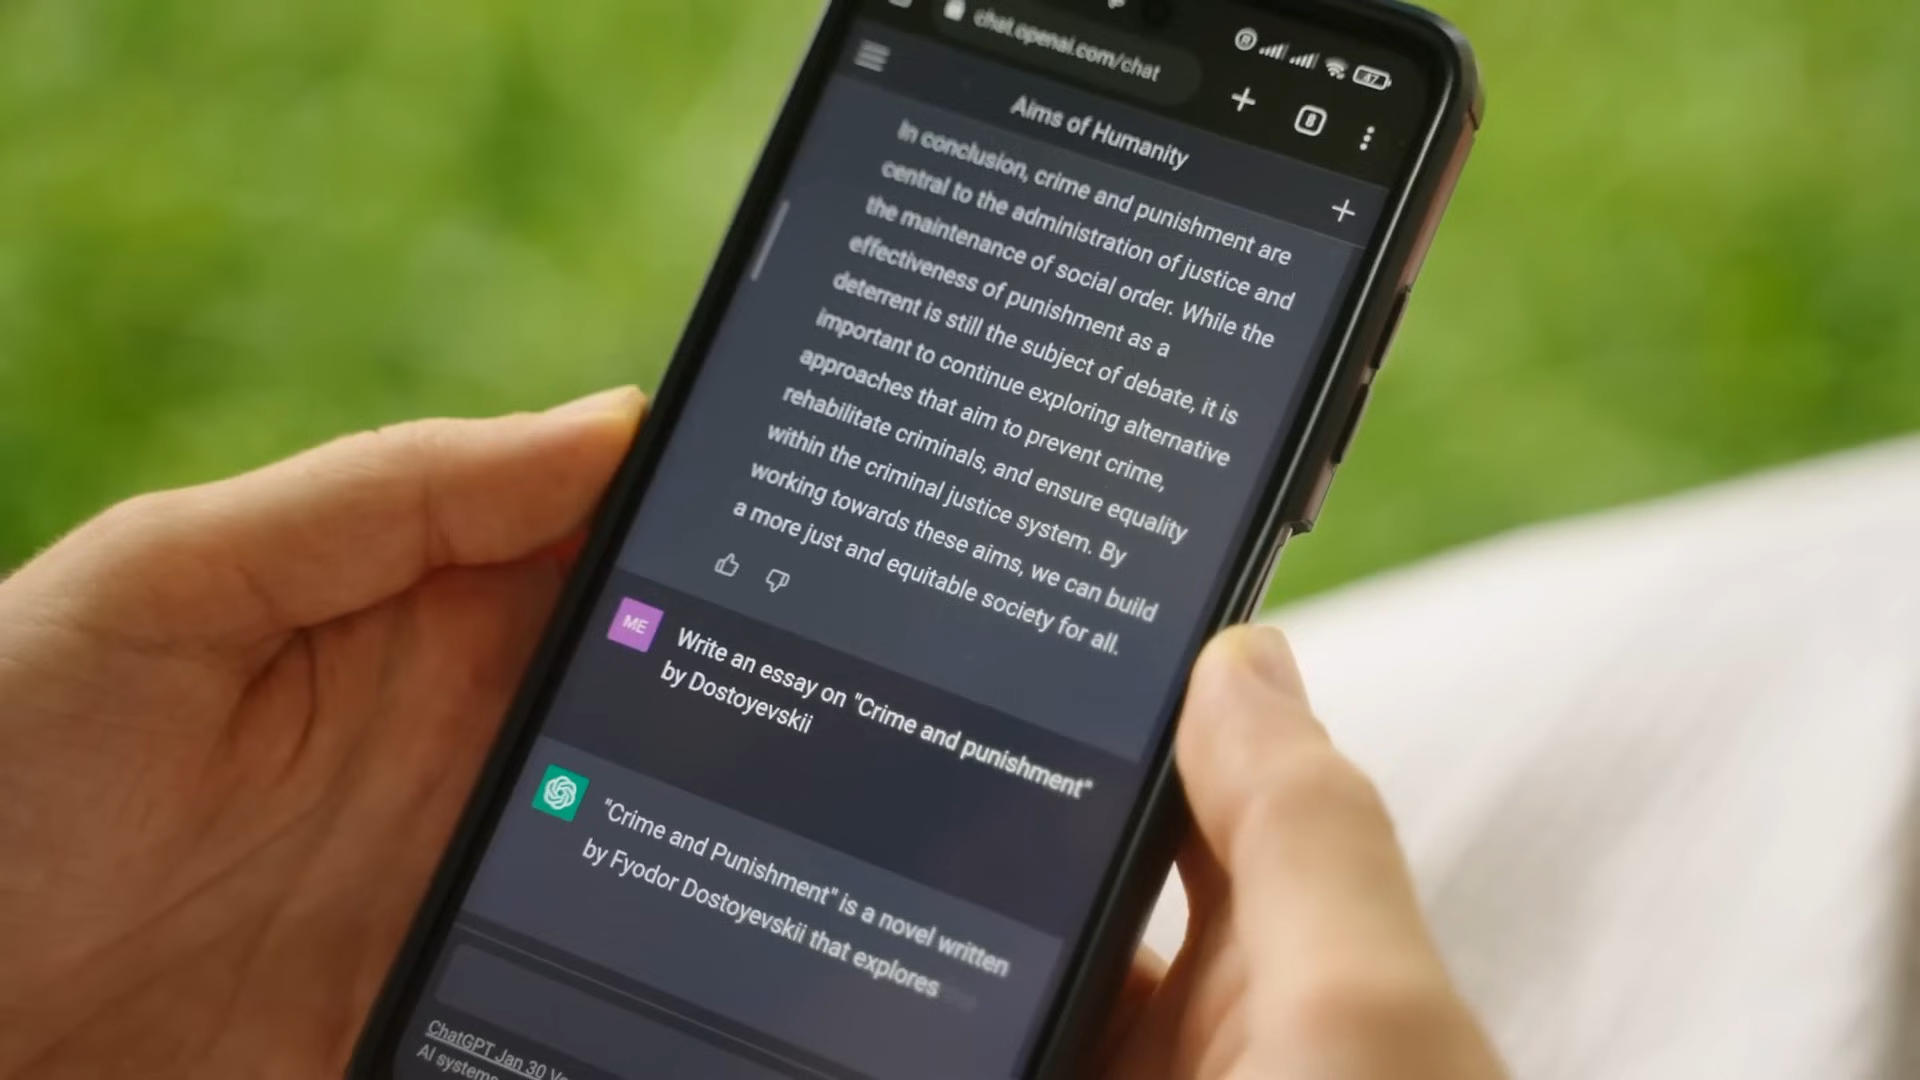 chat.openai.com/chat
47
8
Aims of Humanity
In conclusion, crime and punishment are
central to the administration of justice and
the maintenance of social order. While the
effectiveness of punishment as a
deterrent is still the subject of debate, it is
important to continue exploring alternative
approaches that aim to prevent crime,
rehabilitate criminals, and ensure equality
within the criminal justice system. By
working towards these aims, we can build
a more just and equitable society for all.
ME
Write an essay on "Crime and punishment"
by Dostoyevskii
"Crime and Punishment" is a novel written
by Fyodor Dostoyevskii that explores
ChatGPT Jan 30
AI systems